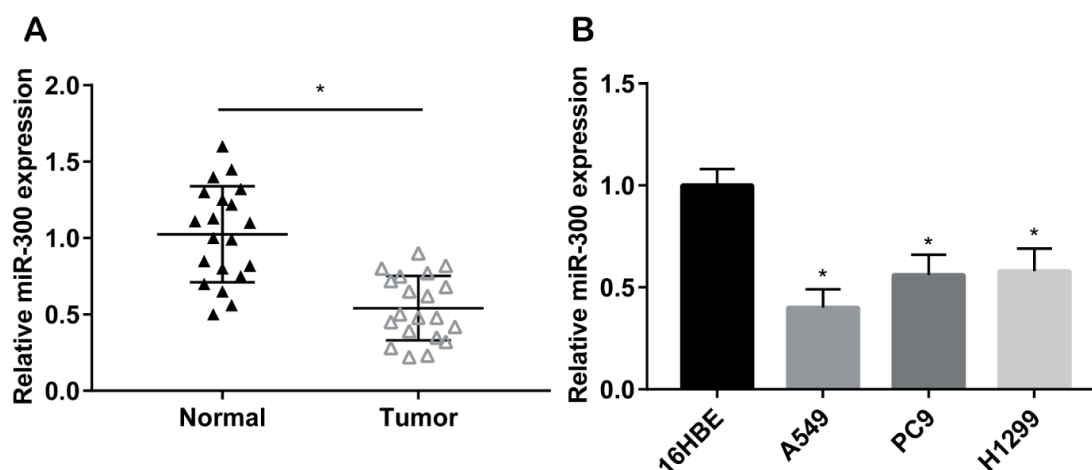 A
Relative miR-300 expression
2.0
1.5
1.0
0.5
0.0
*
Normal
Tumor
B
Relative miR-300 expression
1.5
1.0
0.5
0.0
*
*
*
16HBE
A549
PC9
H1299